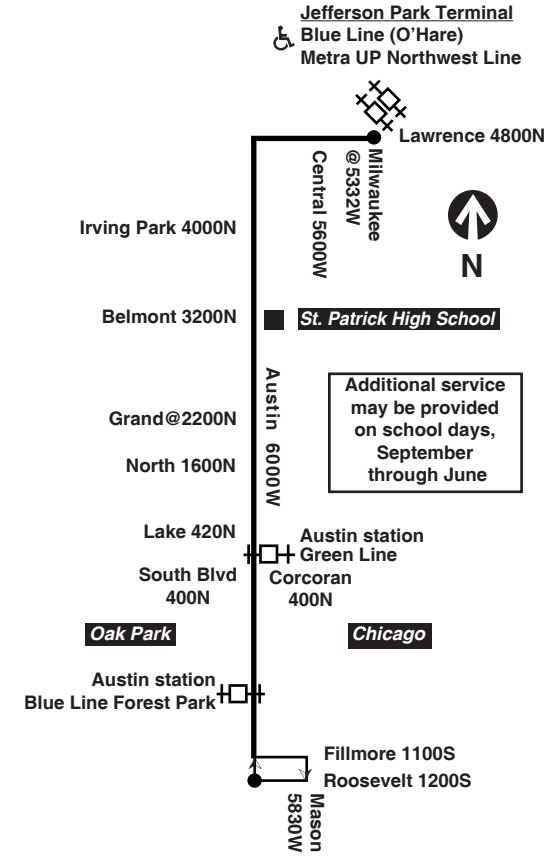 Jefferson Park Terminal
Blue Line (O'Hare)
Metra UP Northwest Line
Lawrence 4800N
Milwaukee
@5332W
Central 5600W
Irving Park 4000N
N
Belmont 3200N
St. Patrick High School
Austin 6000W
Additional service
may be provided
on school days,
September
through June
Grand@2200N
North 1600N
Lake 420N
Austin station
Green Line
South Blvd
400N
Corcoran
400N
Oak Park
Chicago
Austin station
Blue Line Forest Park
Fillmore 1100S
Roosevelt 1200S
Mason
5830W